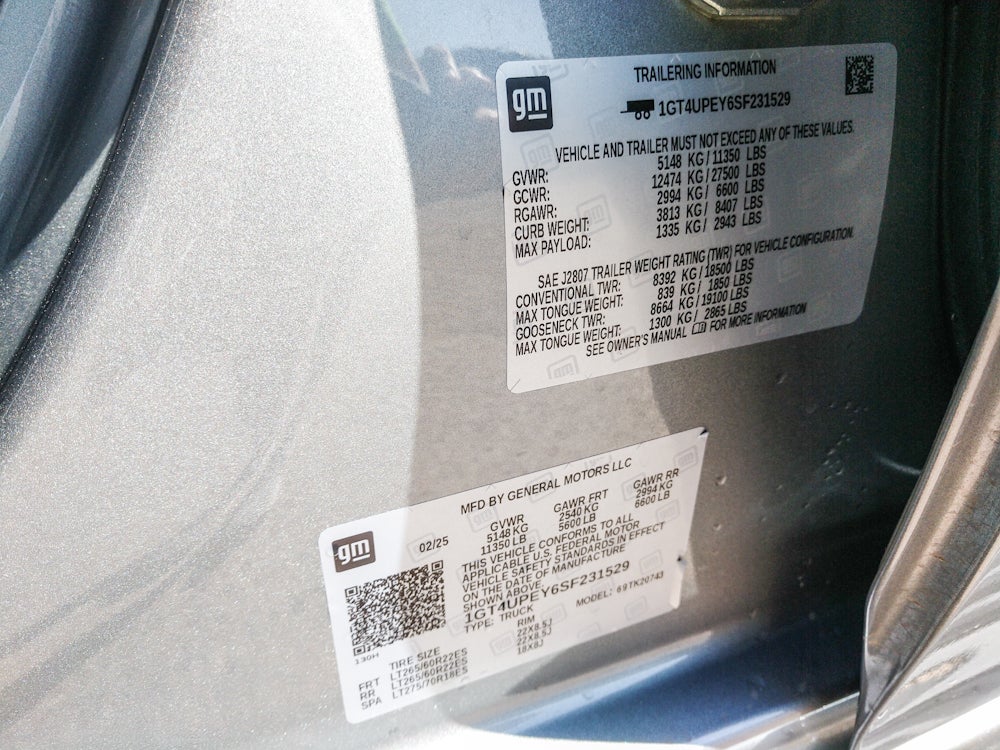 gm
TRAILERING INFORMATION
1GT4UPEY6SF231529
VEHICLE AND TRAILER MUST NOT EXCEED ANY OF THESE VALUES.
GVWR: 5148 KG / 11350 LBS
GCWR: 12474 KG / 27500 LBS
RGAWR: 2994 KG / 6600 LBS
CURB WEIGHT: 3813 KG / 8407 LBS
MAX PAYLOAD: 1335 KG / 2943 LBS
SAE J2807 TRAILER WEIGHT RATING (TWR) FOR VEHICLE CONFIGURATION.
CONVENTIONAL TWR: 8392 KG / 18500 LBS
MAX TONGUE WEIGHT: 839 KG / 1850 LBS
GOOSENECK TWR: 8664 KG / 19100 LBS
MAX TONGUE WEIGHT: 1300 KG / 2865 LBS
SEE OWNER'S MANUAL FOR MORE INFORMATION
MFD BY GENERAL MOTORS LLC
gm
02/25
GVWR GAWR FRT GAWR RR
5148 KG 2540 KG 2994 KG
11350 LB 5600 LB 6600 LB
THIS VEHICLE CONFORMS TO ALL
APPLICABLE U.S. FEDERAL MOTOR
VEHICLE SAFETY STANDARDS IN EFFECT
ON THE DATE OF MANUFACTURE
SHOWN ABOVE.
1GT4UPEY6SF231529
TYPE: TRUCK MODEL: 69TK20743
130H
TIRE SIZE RIM
FRT LT265/60R22ES 22X8.5J
RR LT265/60R22ES 22X8.5J
SPA LT275/70R18ES 18X8J